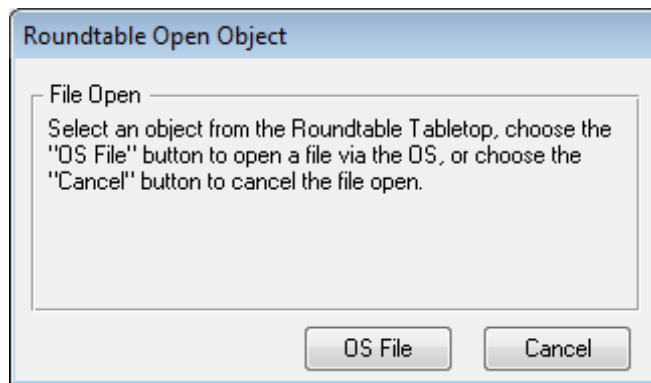 Roundtable Open Object
File Open
Select an object from the Roundtable Tabletop, choose the
"OS File" button to open a file via the OS, or choose the
"Cancel" button to cancel the file open.
OS File
Cancel